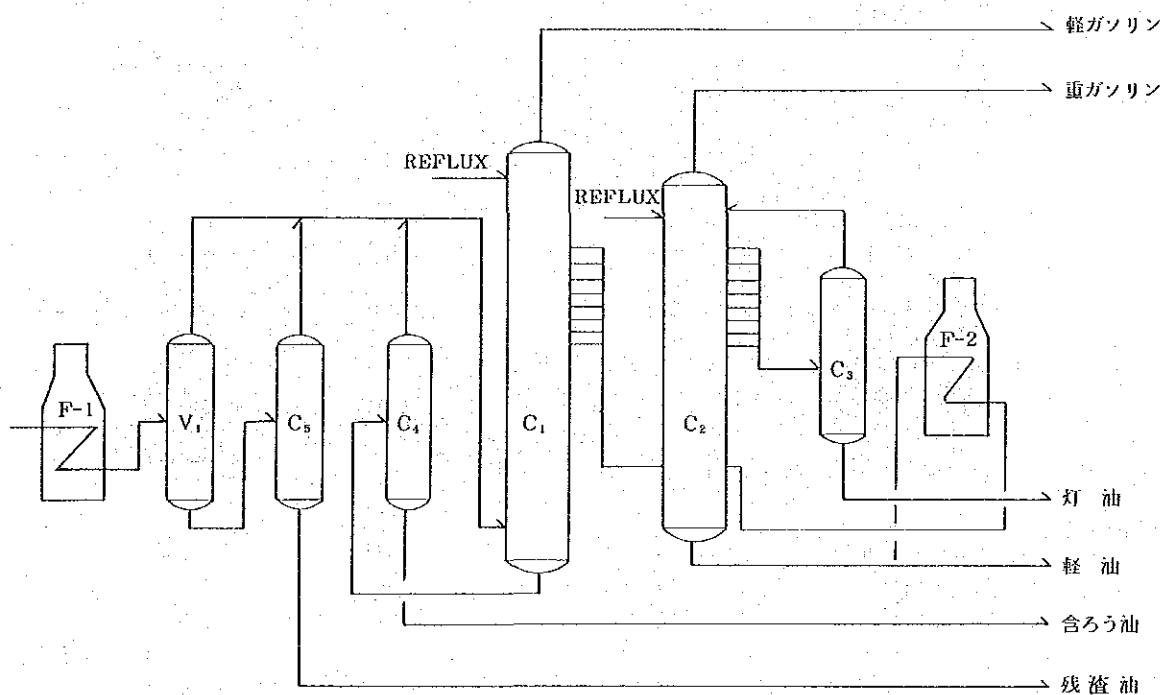 軽ガソリン
重ガソリン
REFLUX
REFLUX
F-1
V₁
C₅
C₄
C₁
C₂
C₃
F-2
灯油
軽油
含ろう油
残渣油